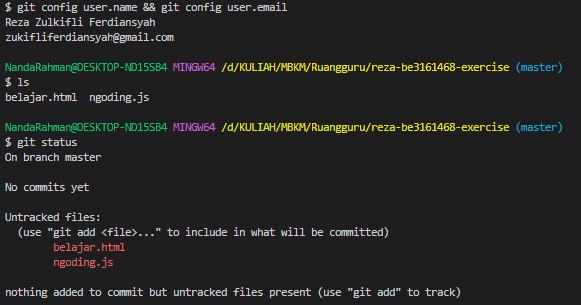 $ git config user.name && git config user.email
Reza Zulkifli Ferdiansyah
zukifliferdiansyah@gmail.com
NandaRahman@DESKTOP-ND15SB4 MINGW64 /d/KULIAH/MBKM/Ruangguru/reza-be3161468-exercise (master)
$ ls
belajar.html  ngoding.js
NandaRahman@DESKTOP-ND15SB4 MINGW64 /d/KULIAH/MBKM/Ruangguru/reza-be3161468-exercise (master)
$ git status
On branch master
No commits yet
Untracked files:
  (use "git add <file>..." to include in what will be committed)
        belajar.html
        ngoding.js
nothing added to commit but untracked files present (use "git add" to track)